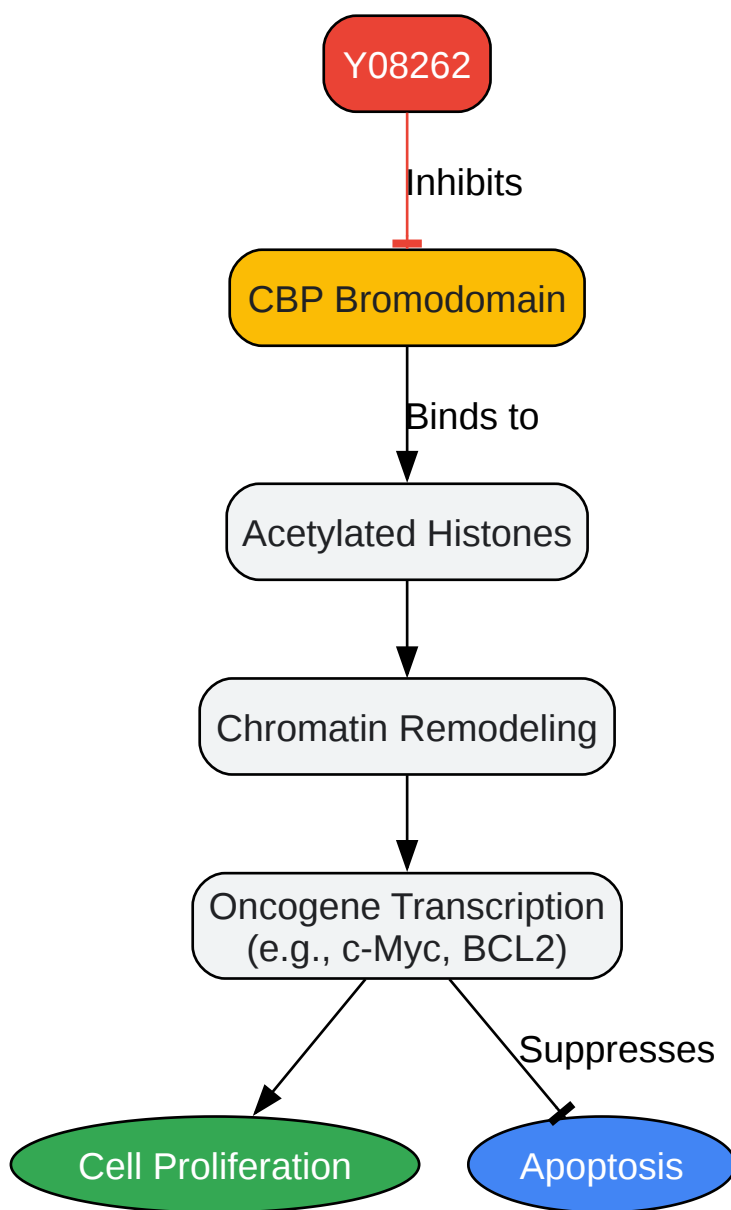 Y08262
Inhibits
CBP Bromodomain
Binds to
Acetylated Histones
Chromatin Remodeling
Oncogene Transcription
(e.g., c-Myc, BCL2)
Suppresses
Cell Proliferation
Apoptosis